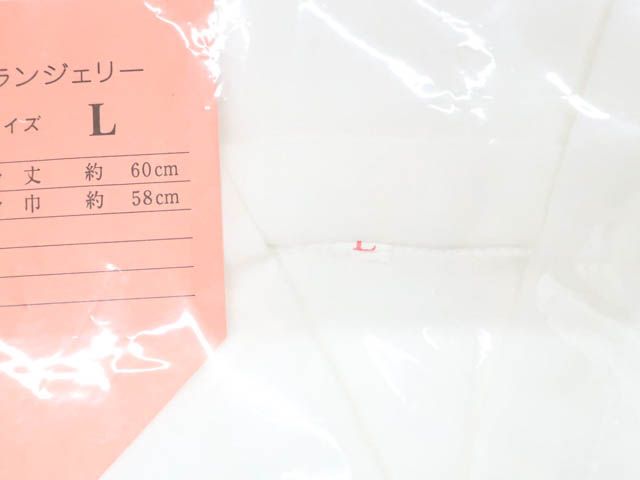 ランジェリー
イズ L
丈 約 60cm
巾 約 58cm
L